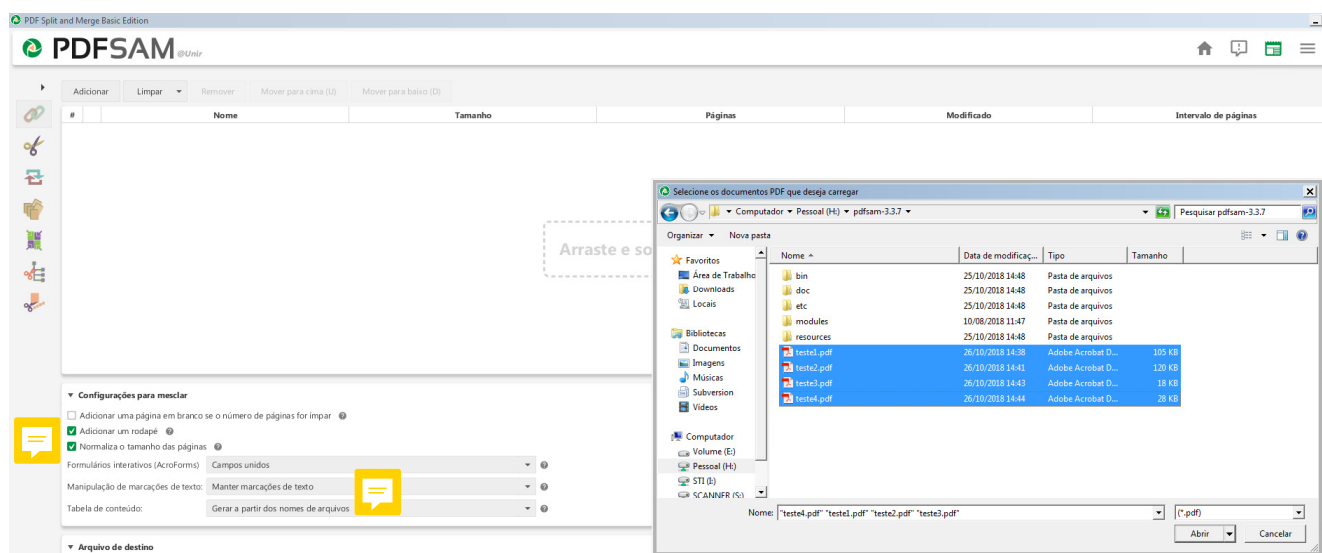 PDF Split and Merge Basic Edition
PDFSAM @Unir
Adicionar Limpar Remover Mover para cima (U) Mover para baixo (D)
# Nome Tamanho Páginas Modificado Intervalo de páginas
Arraste e so
Configurações para mesclar
Adicionar uma página em branco se o número de páginas for ímpar
Adicionar um rodapé
Normaliza o tamanho das páginas
Formulários interativos (AcroForms) Campos unidos
Manipulação de marcações de texto: Manter marcações de texto
Tabela de conteúdo: Gerar a partir dos nomes de arquivos
Arquivo de destino
Selecione os documentos PDF que deseja carregar
Computador Pessoal (H:) pdfsam-3.3.7
Pesquisar pdfsam-3.3.7
Organizar Nova pasta
Favoritos
Área de Trabalho
Downloads
Locais
Bibliotecas
Documentos
Imagens
Músicas
Subversion
Vídeos
Computador
Volume (E:)
Pessoal (H:)
STI (I:)
SCANNER (S:)
Nome Data de modificaç... Tipo Tamanho
bin 25/10/2018 14:48 Pasta de arquivos
doc 25/10/2018 14:48 Pasta de arquivos
etc 25/10/2018 14:48 Pasta de arquivos
modules 10/08/2018 11:47 Pasta de arquivos
resources 25/10/2018 14:48 Pasta de arquivos
teste1.pdf 26/10/2018 14:38 Adobe Acrobat D... 105 KB
teste2.pdf 26/10/2018 14:41 Adobe Acrobat D... 120 KB
teste3.pdf 26/10/2018 14:43 Adobe Acrobat D... 18 KB
teste4.pdf 26/10/2018 14:44 Adobe Acrobat D... 28 KB
Nome: "teste4.pdf" "teste1.pdf" "teste2.pdf" "teste3.pdf" (*.pdf)
Abrir Cancelar